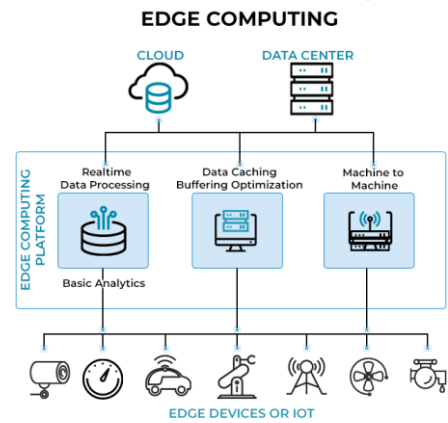 EDGE COMPUTING
CLOUD
DATA CENTER
EDGE COMPUTING
PLATFORM
Realtime
Data Processing
Data Caching
Buffering Optimization
Machine to
Machine
Basic Analytics
EDGE DEVICES OR IOT